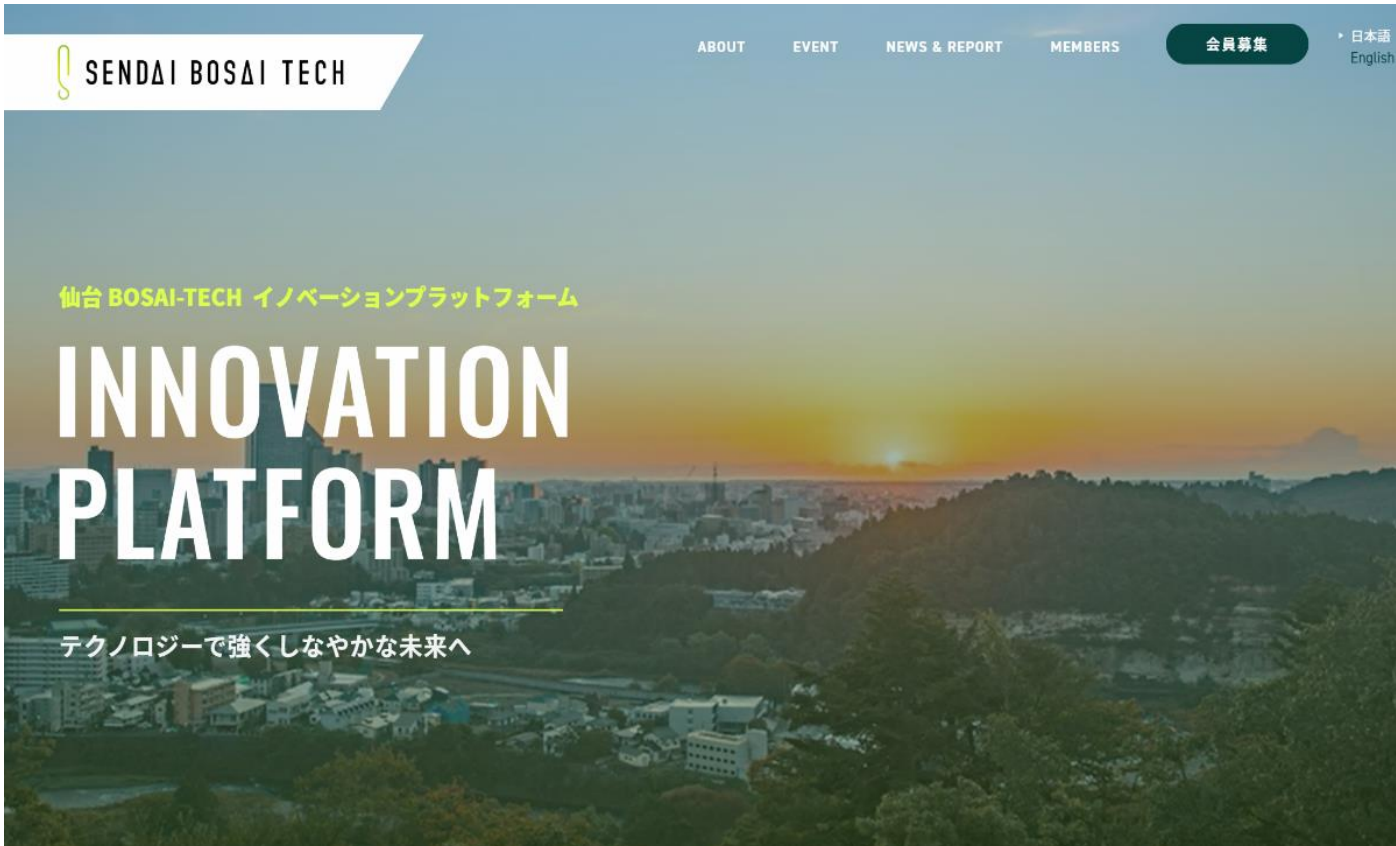 SENDAI BOSAI TECH
ABOUT EVENT NEWS & REPORT MEMBERS 会員募集 日本語
English
仙台 BOSAI-TECH イノベーションプラットフォーム
INNOVATION
PLATFORM
テクノロジーで強くしなやかな未来へ